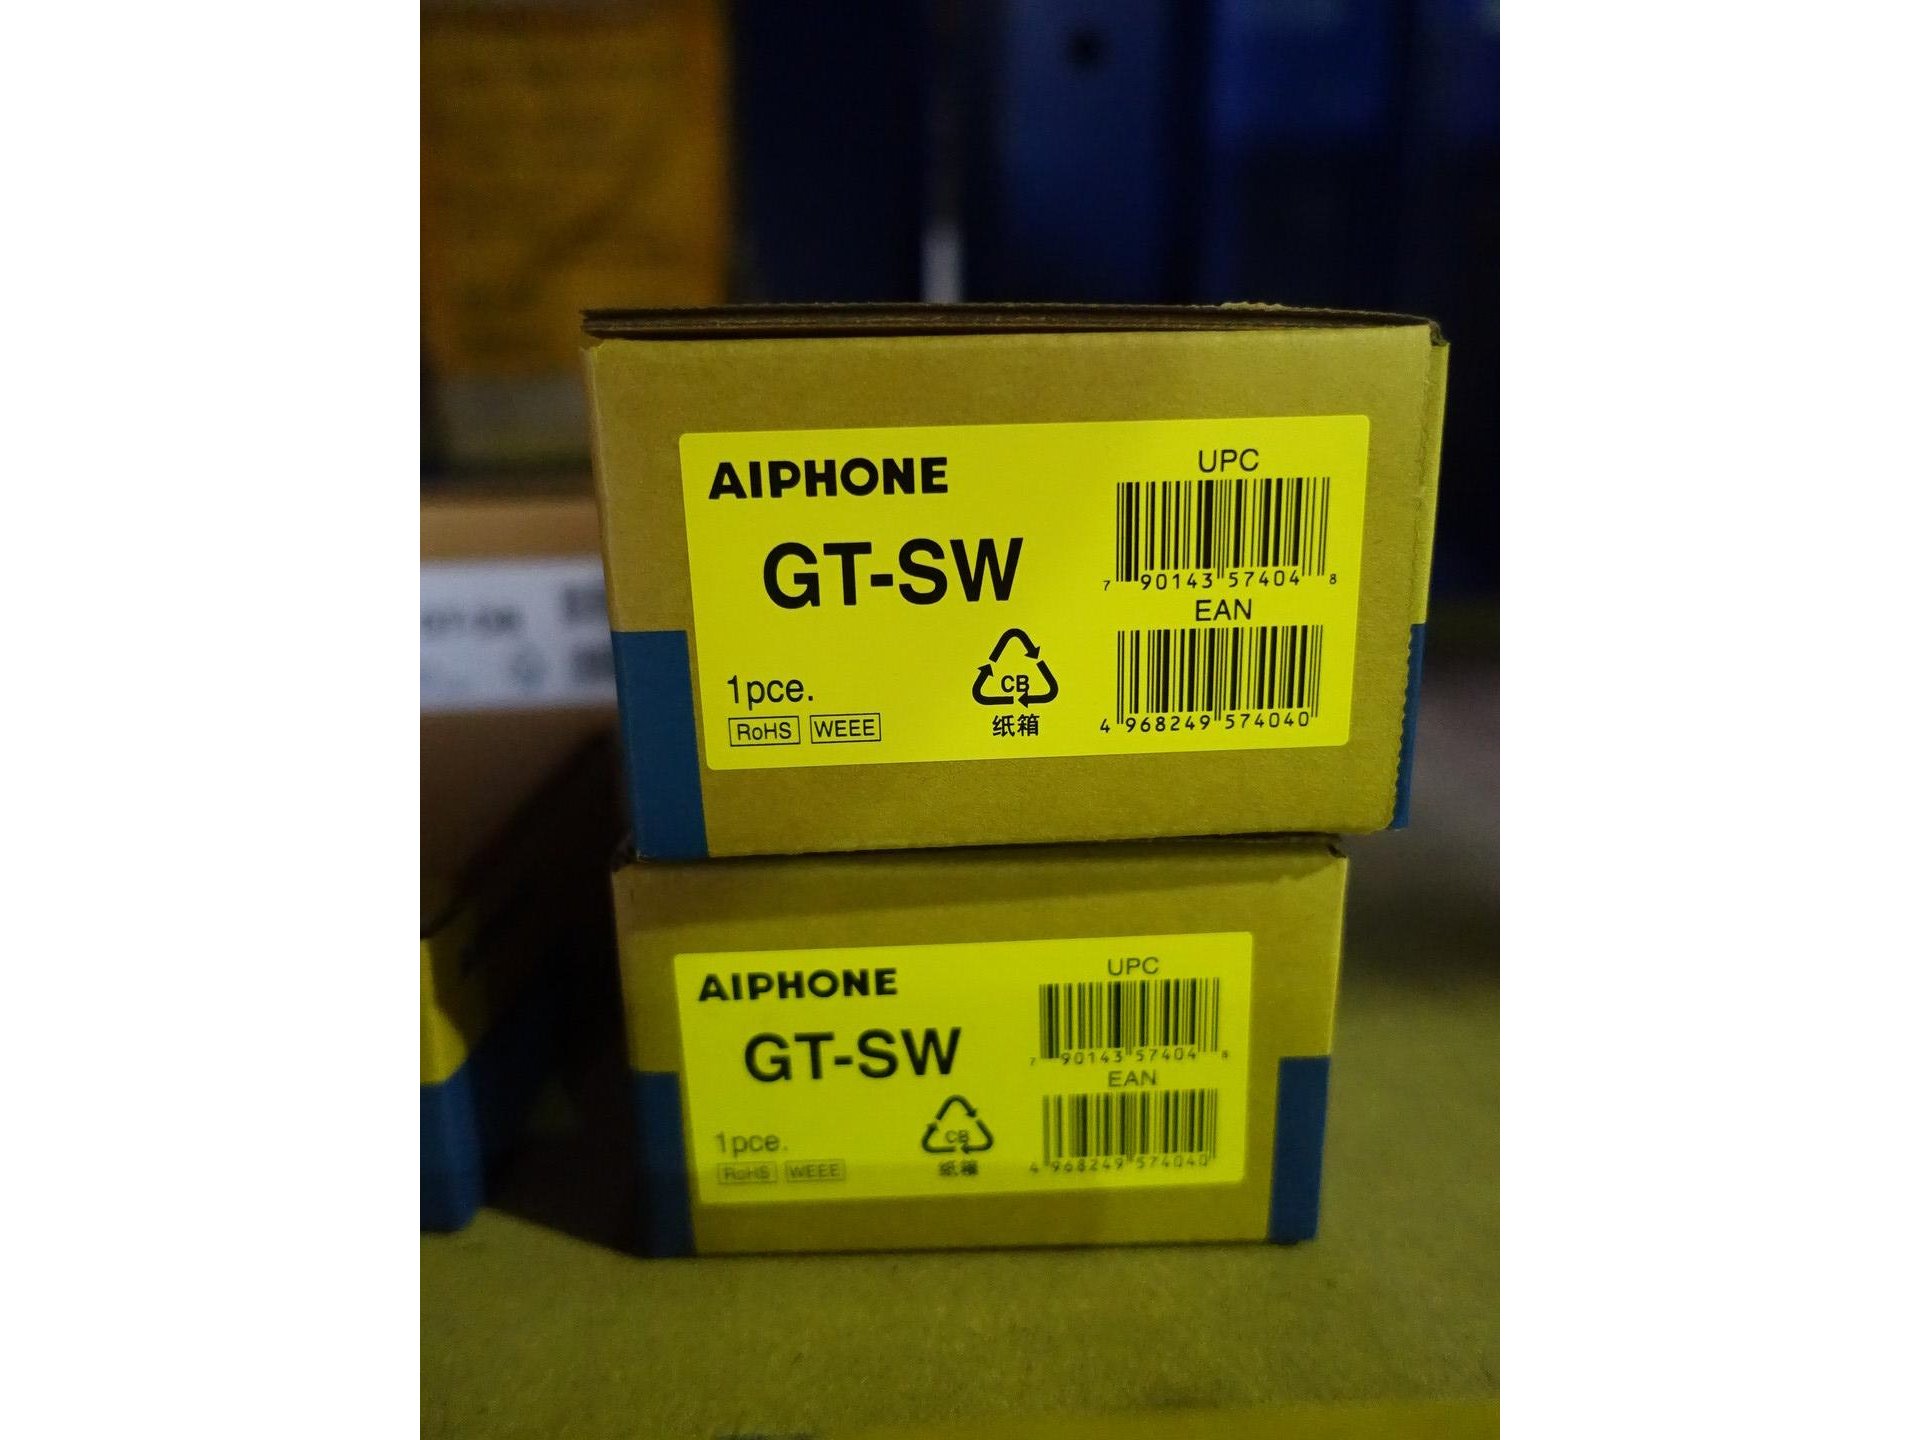 AIPHONE
GT-SW
1pce.
RoHS WEEE
CB
纸箱
UPC
7 90143 57404 8
EAN
4 968249 574040
AIPHONE
GT-SW
1pce.
RoHS WEEE
CB
纸箱
UPC
7 90143 57404 8
EAN
4 968249 574040